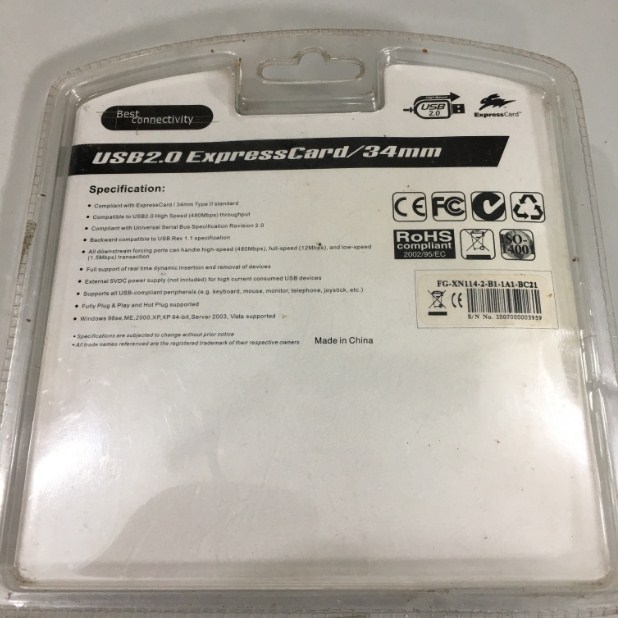 Best
connectivity
USB
2.0
ExpressCard™
USB2.0 ExpressCard/34mm
Specification:
• Compliant with ExpressCard / 34mm Type II standard
• Compatible to USB2.0 High Speed (480Mbps) throughput
• Compliant with Universal Serial Bus Specification Revision 2.0
• Backward compatible to USB Rev 1.1 specification
• All downstream forcing ports can handle high-speed (480Mbps), full-speed (12Mbps), and low-speed
(1.5Mbps) transaction
• Full support of real time dynamic insertion and removal of devices
• External 5VDC power supply (not included) for high current consumed USB devices
• Supports all USB-compliant peripherals (e.g. keyboard, mouse, monitor, telephone, joystick, etc.)
• Fully Plug & Play and Hot Plug supported
• Windows 98se,ME,2000,XP,XP 64-bit,Server 2003, Vista supported
• Specifications are subjected to change without prior notice
• All trade names referenced are the registered trademark of their respective owners
Made in China
CE FC
RoHS
compliant
2002/95/EC
FG-XN114-2-B1-1A1-BC21
CE
S/N No.